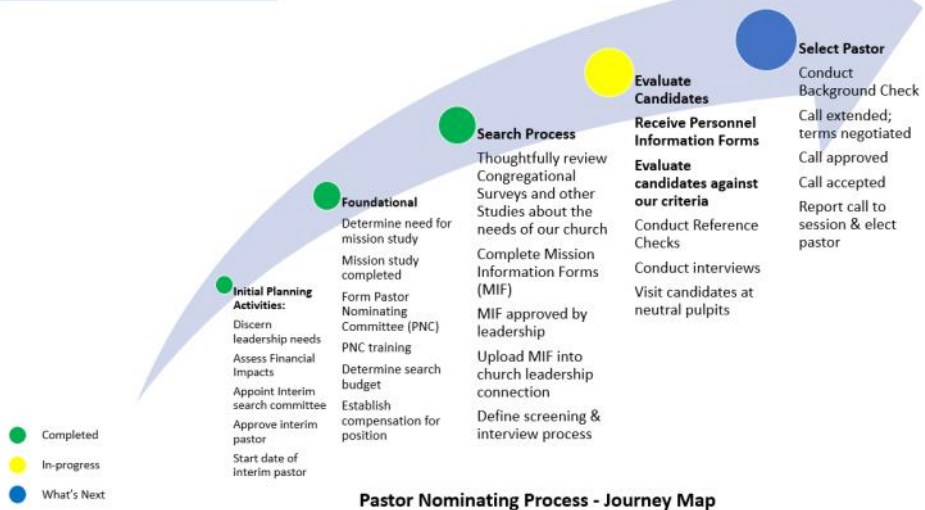 Initial Planning
Activities:
Discern
leadership needs
Assess Financial
Impacts
Appoint Interim
search committee
Approve interim
pastor
Start date of
interim pastor
Foundational
Determine need for
mission study
Mission study
completed
Form Pastor
Nominating
Committee (PNC)
PNC training
Determine search
budget
Establish
compensation for
position
Search Process
Thoughtfully review
Congregational
Surveys and other
Studies about the
needs of our church
Complete Mission
Information Forms
(MIF)
MIF approved by
leadership
Upload MIF into
church leadership
connection
Define screening &
interview process
Evaluate
Candidates
Receive Personnel
Information Forms
Evaluate
candidates against
our criteria
Conduct Reference
Checks
Conduct interviews
Visit candidates at
neutral pulpits
Select Pastor
Conduct
Background Check
Call extended;
terms negotiated
Call approved
Call accepted
Report call to
session & elect
pastor
Completed
In-progress
What's Next
Pastor Nominating Process - Journey Map